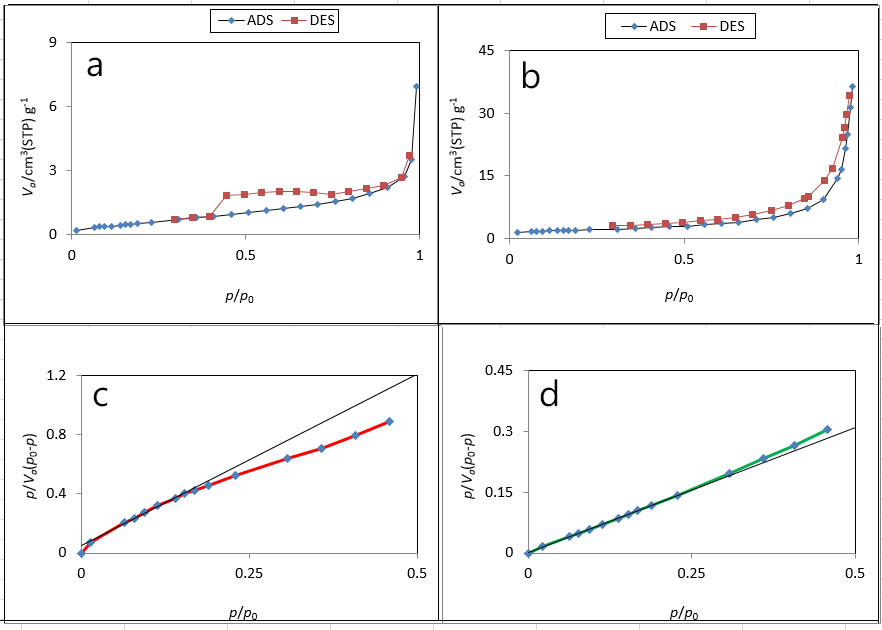 ADS DES
a
9
6
3
0
0 0.5 1
Va/cm³(STP) g⁻¹
p/p₀
ADS DES
b
45
30
15
0
0 0.5 1
Va/cm³(STP) g⁻¹
p/p₀
c
1.2
0.8
0.4
0
0 0.25 0.5
p/Va(p₀-p)
p/p₀
d
0.45
0.3
0.15
0
0 0.25 0.5
p/Va(p₀-p)
p/p₀